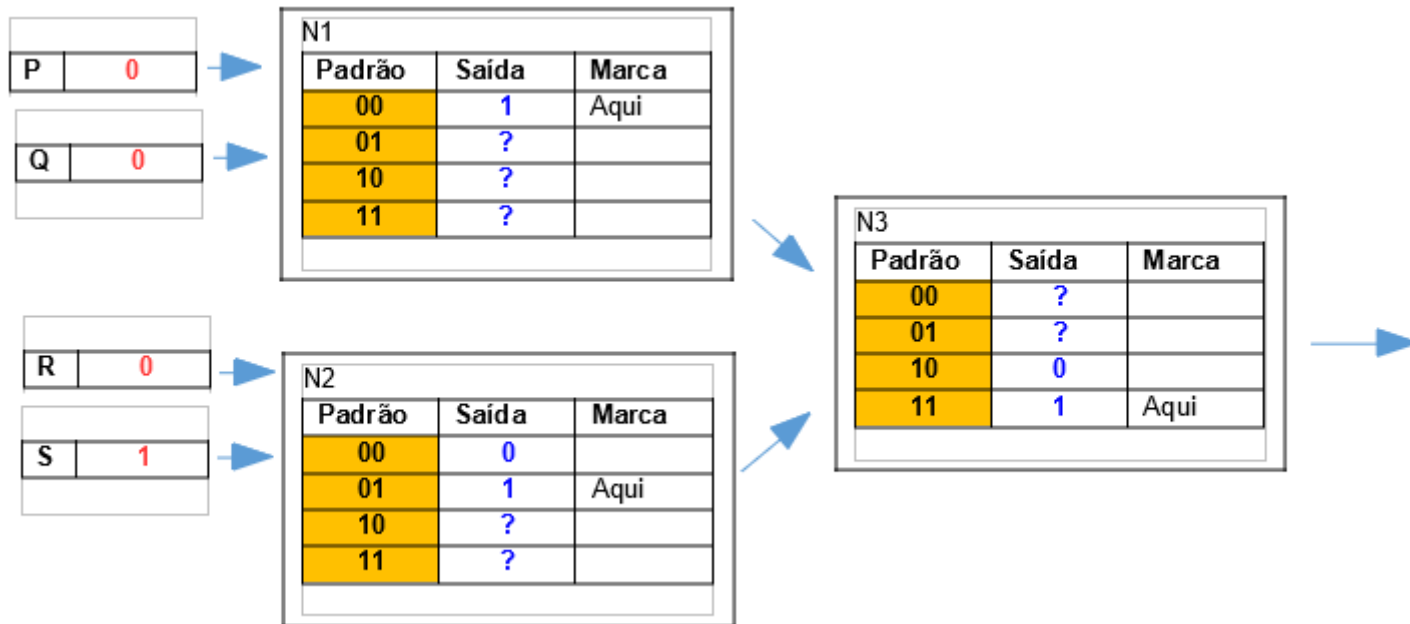 P 0
Q 0
N1
Padrão Saída Marca
00 1 Aqui
01 ?
10 ?
11 ?
R 0
S 1
N2
Padrão Saída Marca
00 0
01 1 Aqui
10 ?
11 ?
N3
Padrão Saída Marca
00 ?
01 ?
10 0
11 1 Aqui